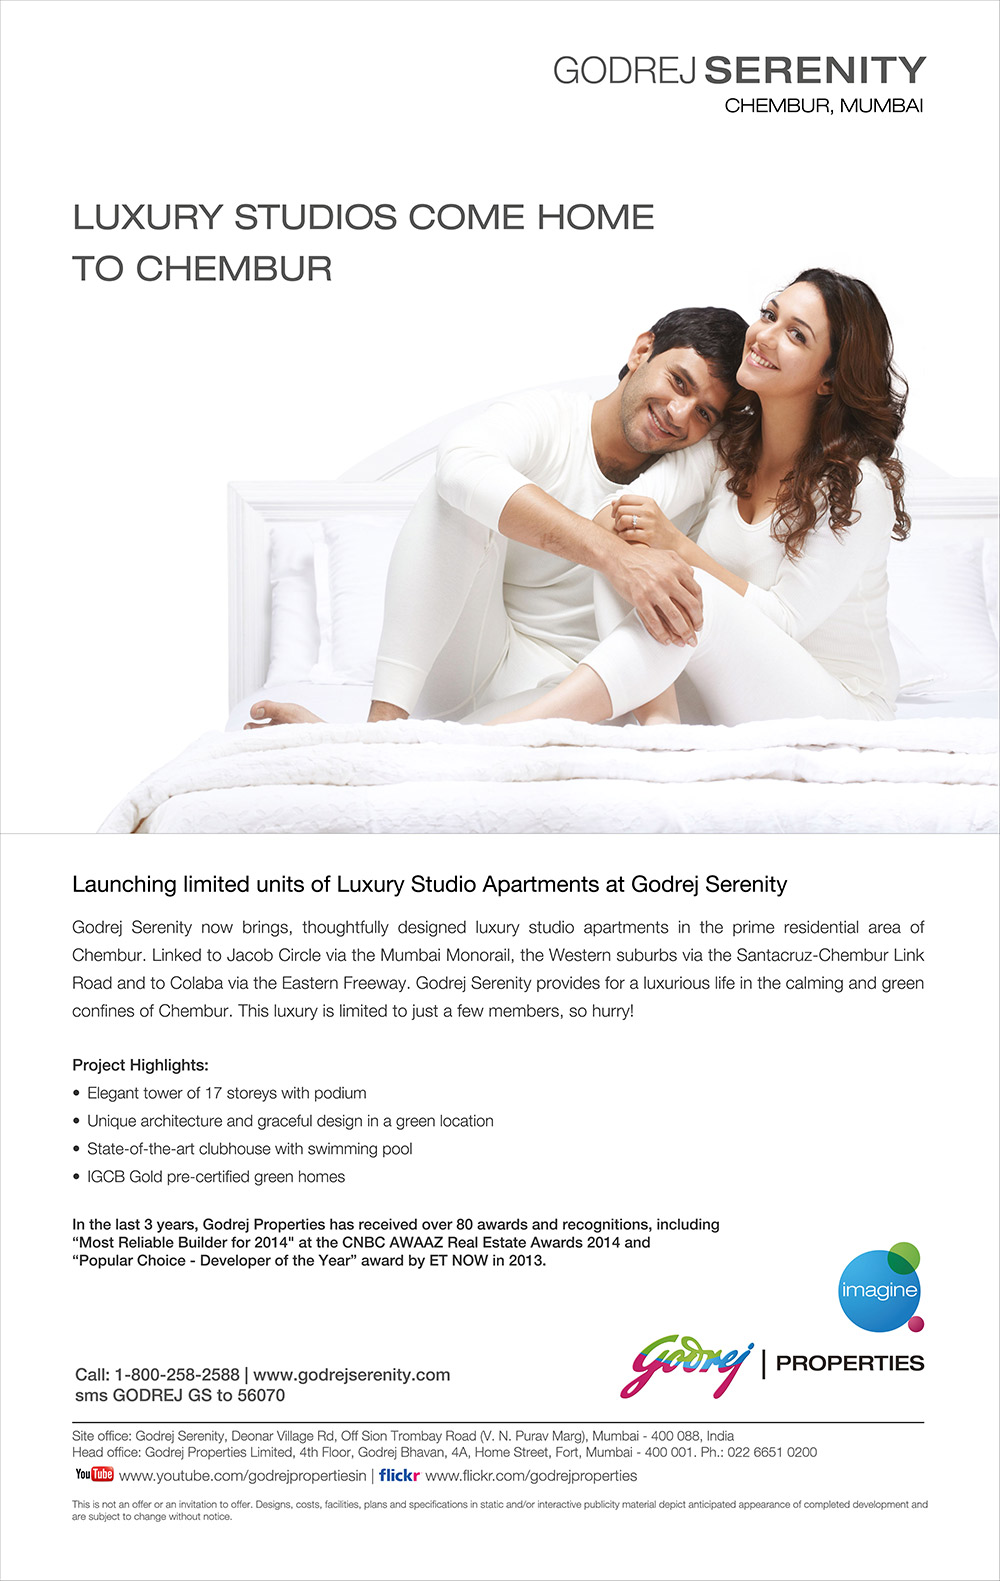 GODREJ SERENITY
CHEMBUR, MUMBAI
LUXURY STUDIOS COME HOME
TO CHEMBUR
Launching limited units of Luxury Studio Apartments at Godrej Serenity
Godrej Serenity now brings, thoughtfully designed luxury studio apartments in the prime residential area of
Chembur. Linked to Jacob Circle via the Mumbai Monorail, the Western suburbs via the Santacruz-Chembur Link
Road and to Colaba via the Eastern Freeway. Godrej Serenity provides for a luxurious life in the calming and green
confines of Chembur. This luxury is limited to just a few members, so hurry!
Project Highlights:
• Elegant tower of 17 storeys with podium
• Unique architecture and graceful design in a green location
• State-of-the-art clubhouse with swimming pool
• IGCB Gold pre-certified green homes
In the last 3 years, Godrej Properties has received over 80 awards and recognitions, including
“Most Reliable Builder for 2014" at the CNBC AWAAZ Real Estate Awards 2014 and
“Popular Choice - Developer of the Year” award by ET NOW in 2013.
imagine
Godrej | PROPERTIES
Call: 1-800-258-2588 | www.godrejserenity.com
sms GODREJ GS to 56070
Site office: Godrej Serenity, Deonar Village Rd, Off Sion Trombay Road (V. N. Purav Marg), Mumbai - 400 088, India
Head office: Godrej Properties Limited, 4th Floor, Godrej Bhavan, 4A, Home Street, Fort, Mumbai - 400 001. Ph.: 022 6651 0200
YouTube www.youtube.com/godrejpropertiesin | flickr www.flickr.com/godrejproperties
This is not an offer or an invitation to offer. Designs, costs, facilities, plans and specifications in static and/or interactive publicity material depict anticipated appearance of completed development and
are subject to change without notice.